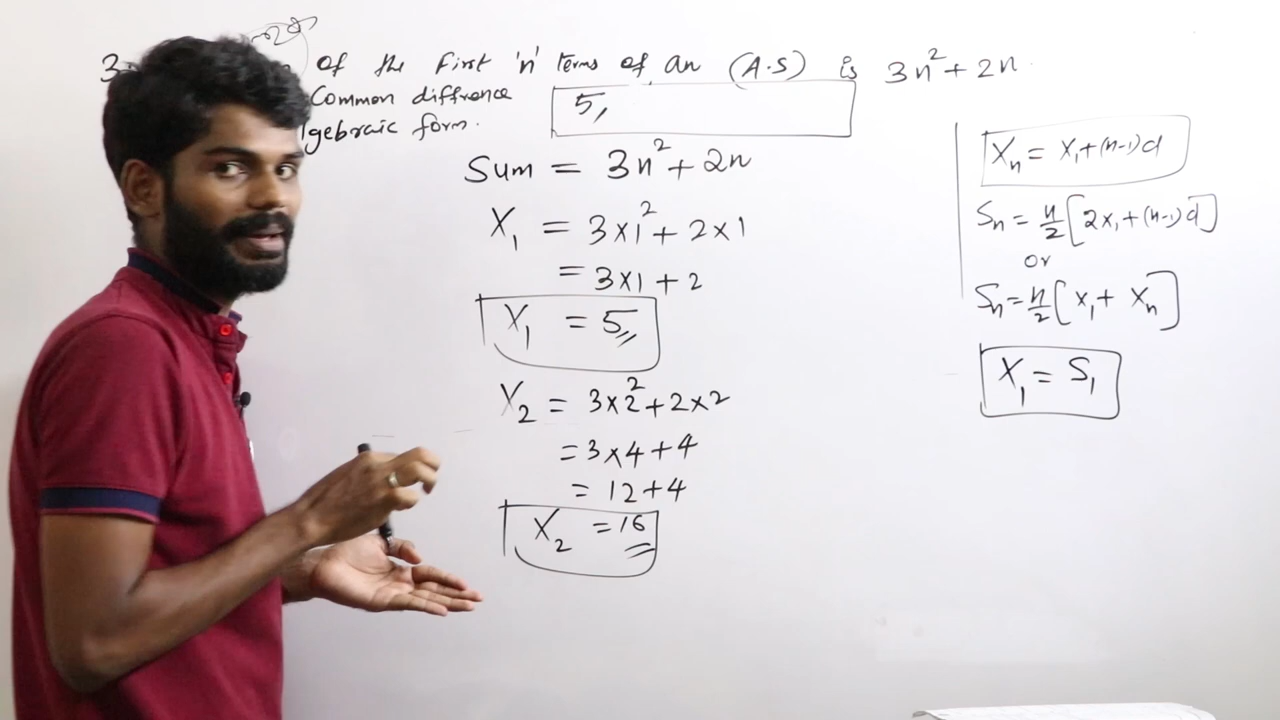 3
of the first 'n' terms of an (A.S) is 3n²+2n.
Common diffrence
gebraic form.
5,
Sum = 3n²+2n
X₁ = 3×1²+2×1
= 3×1+2
X₁ = 5
X₂ = 3×2²+2×2
= 3×4+4
= 12+4
X₂ = 16
Xₙ = X₁+(n-1)d
Sₙ = n/2[2x₁+(n-1)d]
or
Sₙ = n/2[x₁+Xₙ]
X₁ = S₁